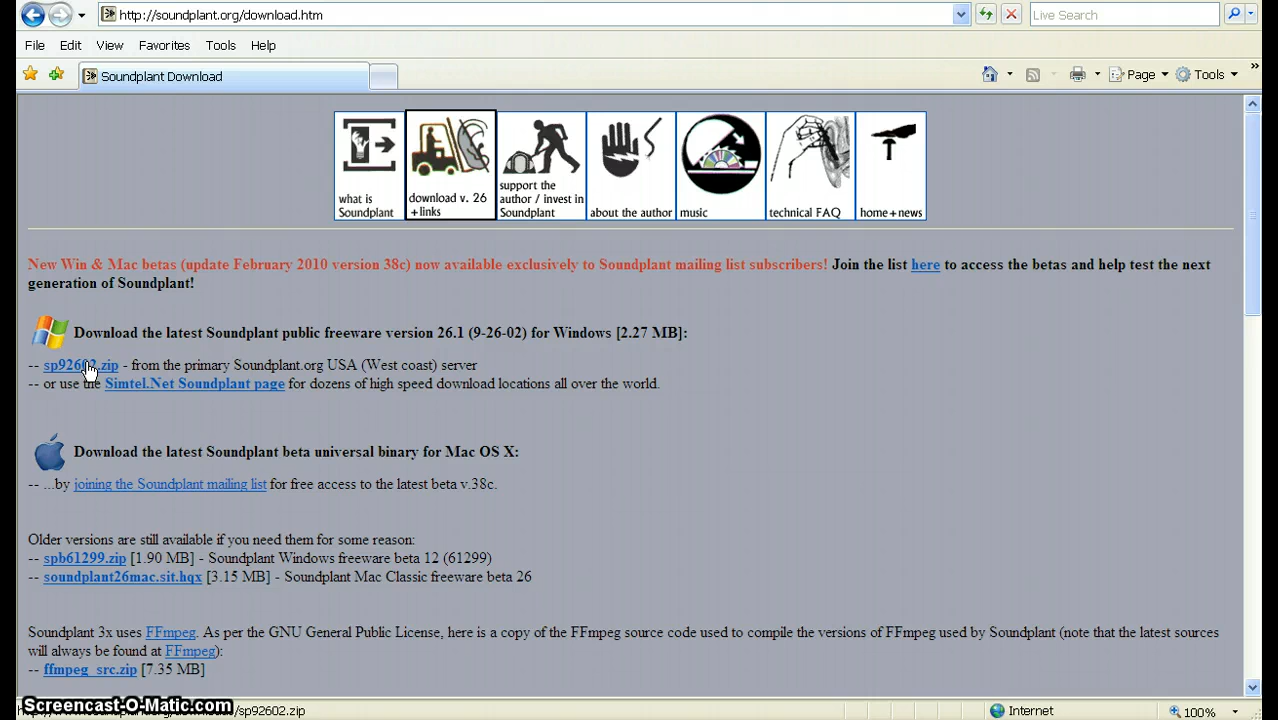 http://soundplant.org/download.htm
Live Search
File Edit View Favorites Tools Help
Soundplant Download
Page Tools
what is
Soundplant
download v. 26
+links
support the
author / invest in
Soundplant
about the author
music
technical FAQ
home+news
New Win & Mac betas (update February 2010 version 38c) now available exclusively to Soundplant mailing list subscribers! Join the list here to access the betas and help test the next
generation of Soundplant!
Download the latest Soundplant public freeware version 26.1 (9-26-02) for Windows [2.27 MB]:
-- sp92602.zip - from the primary Soundplant.org USA (West coast) server
-- or use the Simtel.Net Soundplant page for dozens of high speed download locations all over the world.
Download the latest Soundplant beta universal binary for Mac OS X:
-- ...by joining the Soundplant mailing list for free access to the latest beta v.38c.
Older versions are still available if you need them for some reason:
-- spb61299.zip [1.90 MB] - Soundplant Windows freeware beta 12 (61299)
-- soundplant26mac.sit.hqx [3.15 MB] - Soundplant Mac Classic freeware beta 26
Soundplant 3x uses FFmpeg. As per the GNU General Public License, here is a copy of the FFmpeg source code used to compile the versions of FFmpeg used by Soundplant (note that the latest sources
will always be found at FFmpeg):
-- ffmpeg_src.zip [7.35 MB]
Screencast-O-Matic.com
/sp92602.zip
Internet
100%